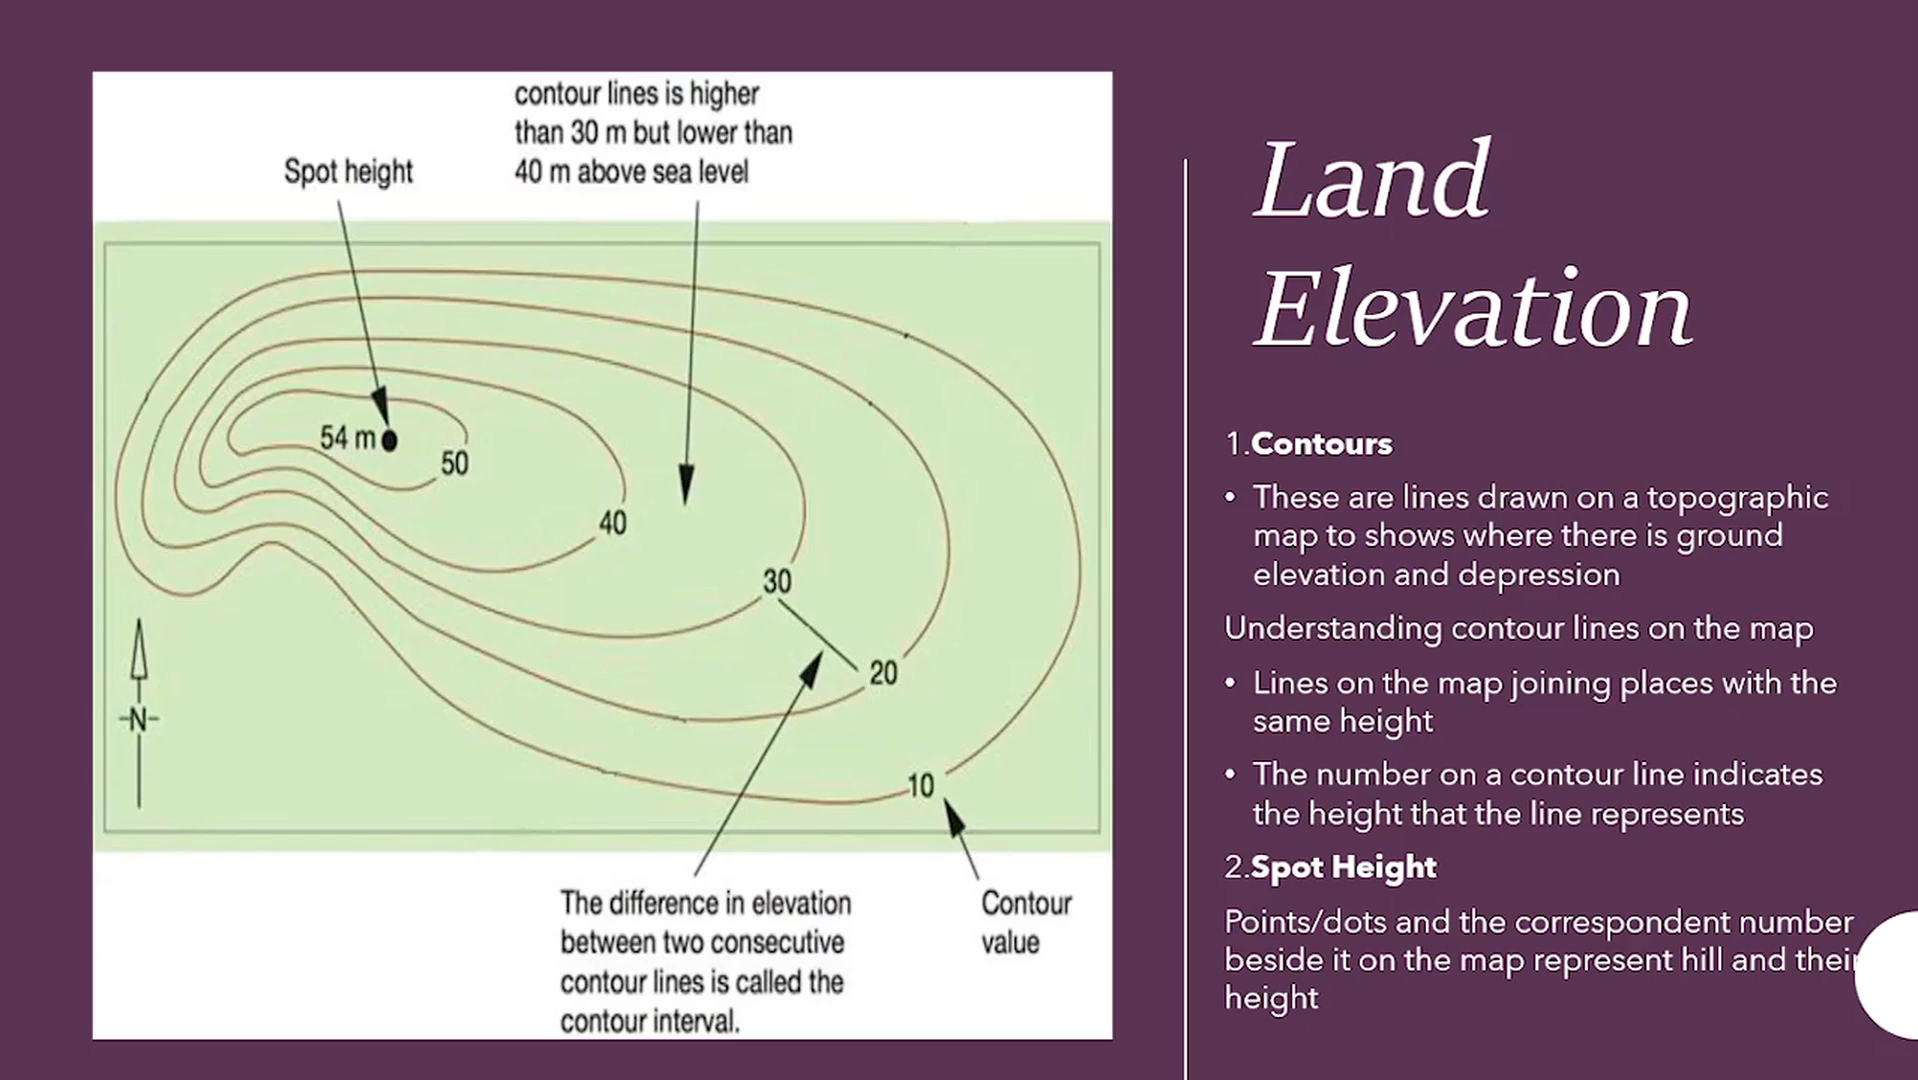 contour lines is higher
than 30 m but lower than
40 m above sea level
Spot height
54 m
50
40
30
20
10
-N-
The difference in elevation
between two consecutive
contour lines is called the
contour interval.
Contour
value
Land
Elevation
1.Contours
• These are lines drawn on a topographic
map to shows where there is ground
elevation and depression
Understanding contour lines on the map
• Lines on the map joining places with the
same height
• The number on a contour line indicates
the height that the line represents
2.Spot Height
Points/dots and the correspondent number
beside it on the map represent hill and their
height